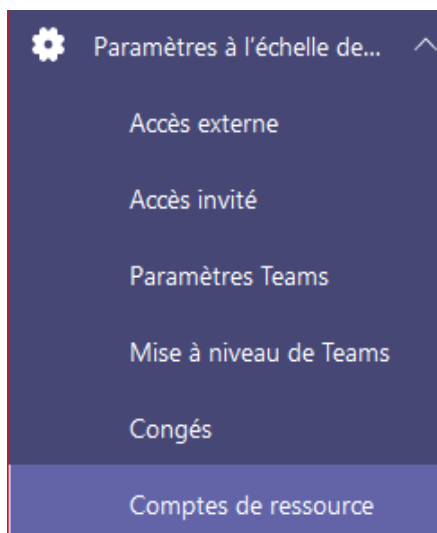 Paramètres à l'échelle de...
Accès externe
Accès invité
Paramètres Teams
Mise à niveau de Teams
Congés
Comptes de ressource